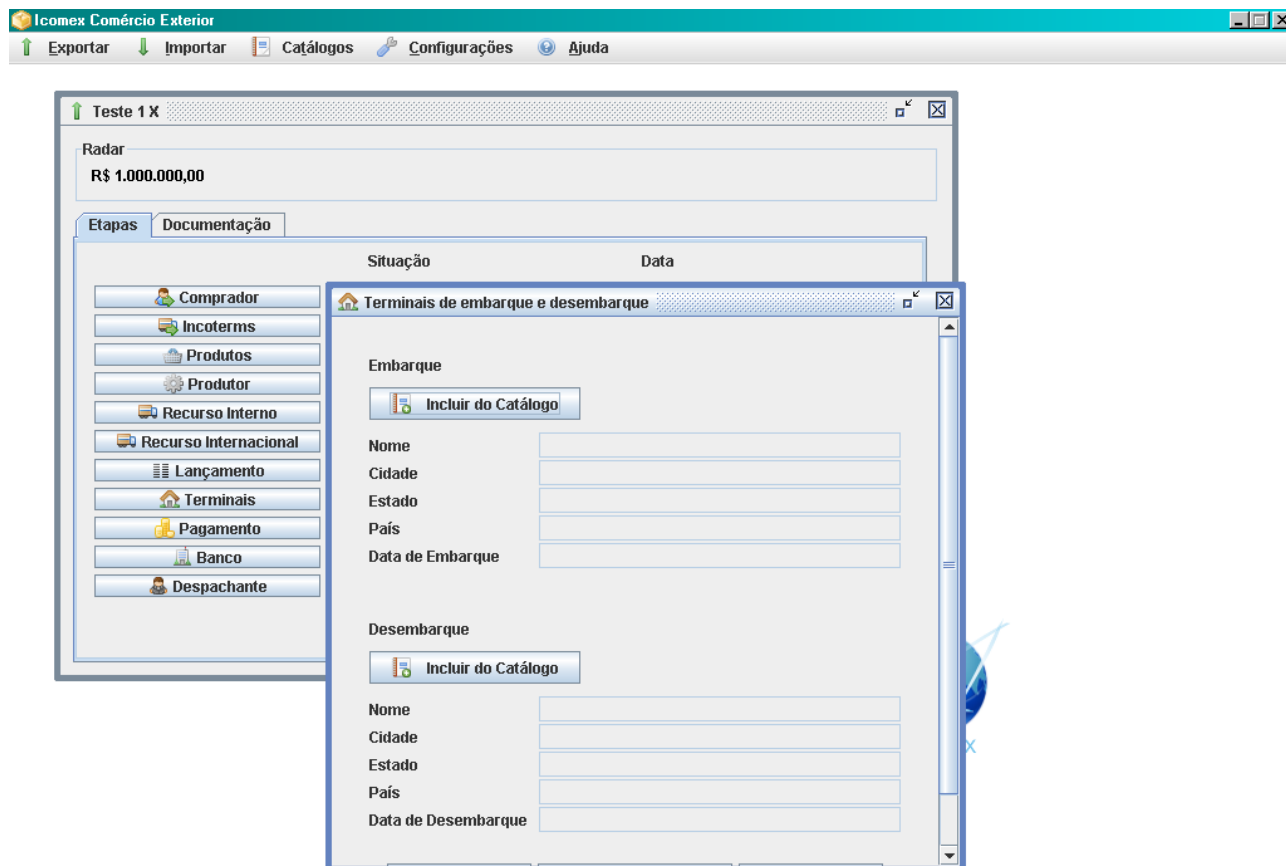 Icomex Comércio Exterior
Exportar Importar Catálogos Configurações Ajuda
Teste 1 X
Radar
R$ 1.000.000,00
Etapas Documentação
Situação Data
Comprador
Incoterms
Produtos
Produtor
Recurso Interno
Recurso Internacional
Lançamento
Terminais
Pagamento
Banco
Despachante
Terminais de embarque e desembarque
Embarque
Incluir do Catálogo
Nome
Cidade
Estado
País
Data de Embarque
Desembarque
Incluir do Catálogo
Nome
Cidade
Estado
País
Data de Desembarque
X